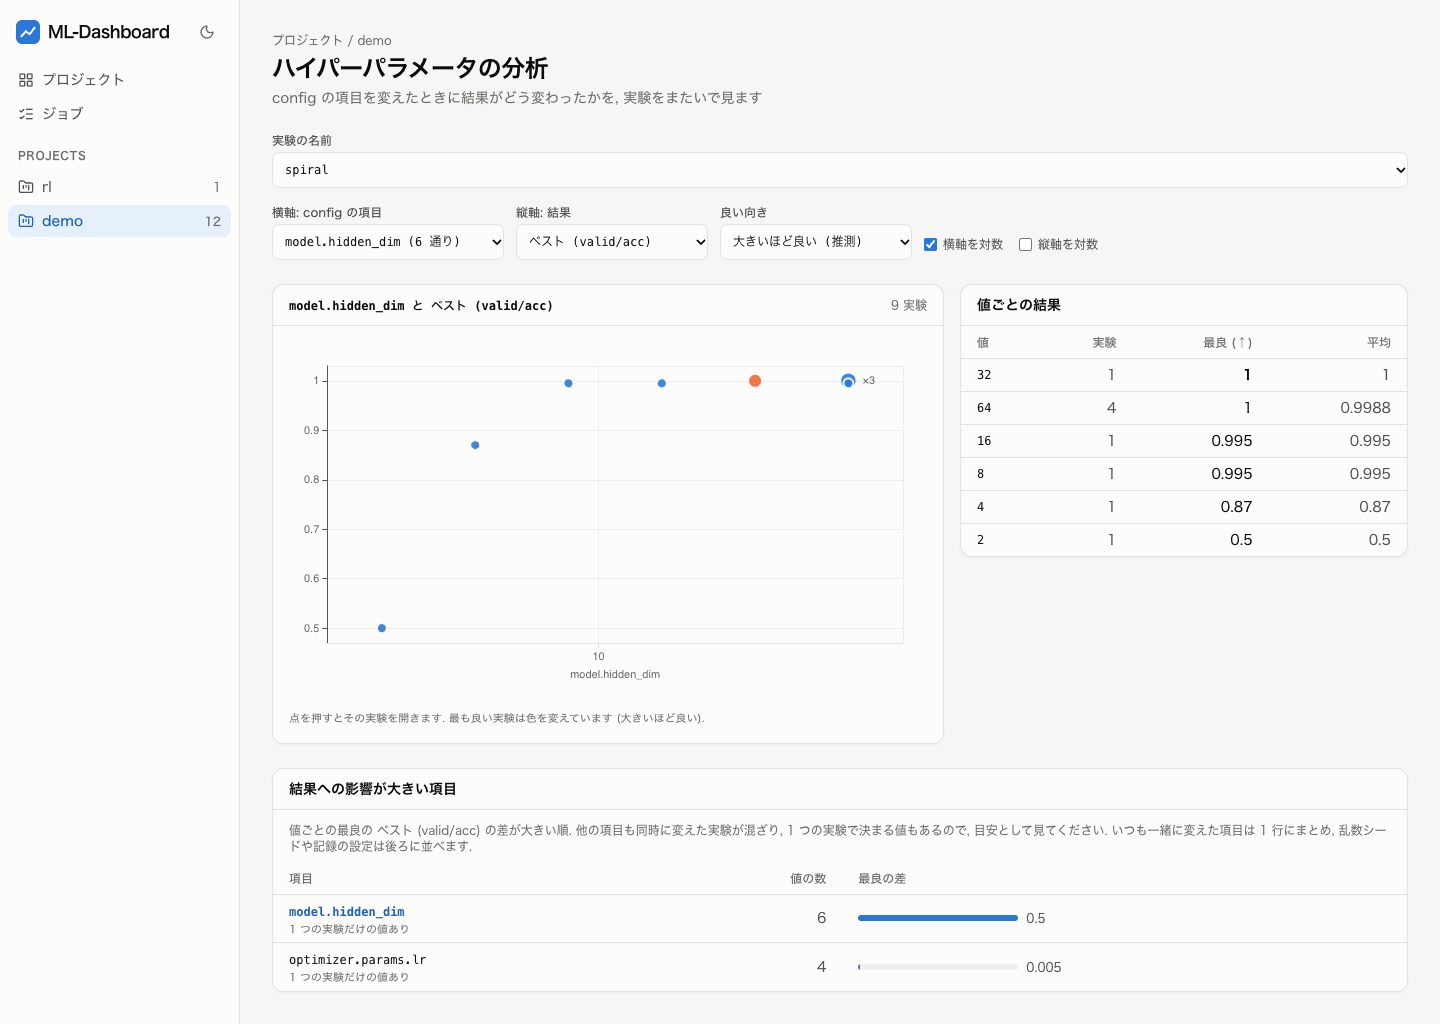 ML-Dashboard
プロジェクト
ジョブ
PROJECTS
rl 1
demo 12
プロジェクト / demo
ハイパーパラメータの分析
config の項目を変えたときに結果がどう変わったかを, 実験をまたいで見ます
実験の名前
spiral
横軸: config の項目 縦軸: 結果 良い向き
model.hidden_dim (6 通り) ベスト (valid/acc) 大きいほど良い (推測) 横軸を対数 縦軸を対数
model.hidden_dim と ベスト (valid/acc) 9 実験
1
×3
0.9
0.8
0.7
0.6
0.5
10
model.hidden_dim
点を押すとその実験を開きます. 最も良い実験は色を変えています (大きいほど良い).
値ごとの結果
値 実験 最良 (↑) 平均
32 1 1 1
64 4 1 0.9988
16 1 0.995 0.995
8 1 0.995 0.995
4 1 0.87 0.87
2 1 0.5 0.5
結果への影響が大きい項目
値ごとの最良の ベスト (valid/acc) の差が大きい順. 他の項目も同時に変えた実験が混ざり, 1 つの実験で決まる値もあるので, 目安として見てください. いつも一緒に変えた項目は 1 行にまとめ, 乱数シー
ドや記録の設定は後ろに並べます.
項目 値の数 最良の差
model.hidden_dim 6 0.5
1 つの実験だけの値あり
optimizer.params.lr 4 0.005
1 つの実験だけの値あり